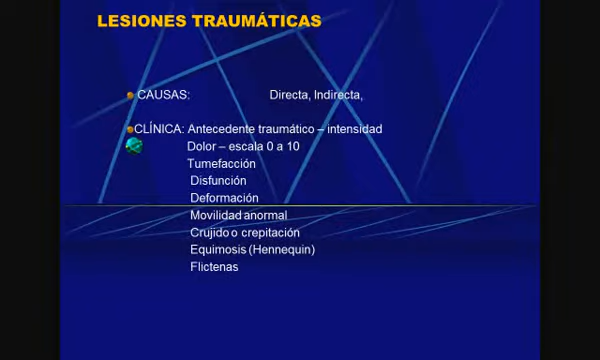 LESIONES TRAUMÁTICAS
CAUSAS: Directa, Indirecta,
CLÍNICA: Antecedente traumático – intensidad
Dolor – escala 0 a 10
Tumefacción
Disfunción
Deformación
Movilidad anormal
Crujido o crepitación
Equimosis (Hennequin)
Flictenas